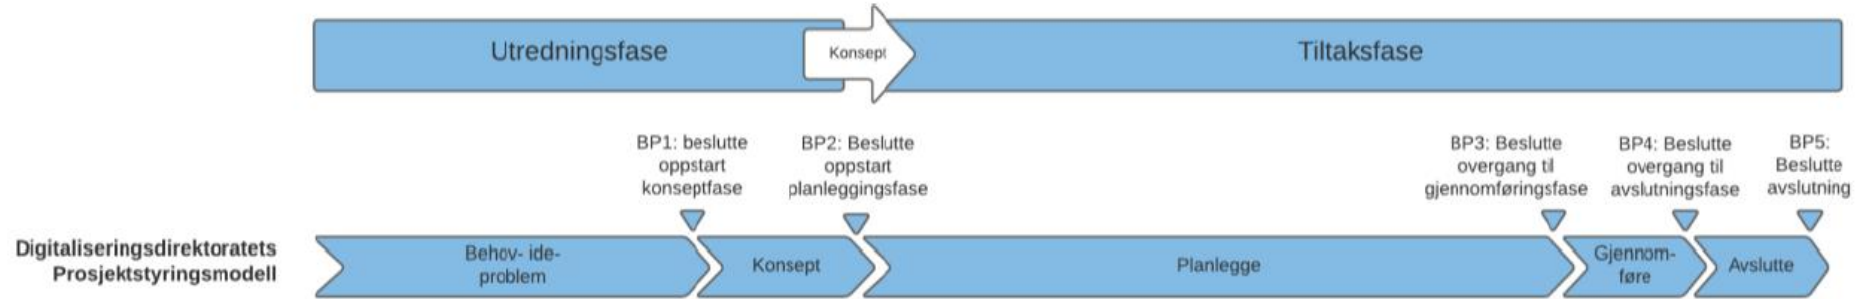 Utredningsfase
Konsept
Tiltaksfase
BP1: beslutte
oppstart
konseptfase
BP2: Beslutte
oppstart
planleggingsfase
BP3: Beslutte
overgang til
gjennomføringsfase
BP4: Beslutte
overgang til
avslutningsfase
BP5:
Beslutte
avslutning
Digitaliseringsdirektoratets
Prosjektstyringsmodell
Behov- ide-
problem
Konsept
Planlegge
Gjennom-
føre
Avslutte